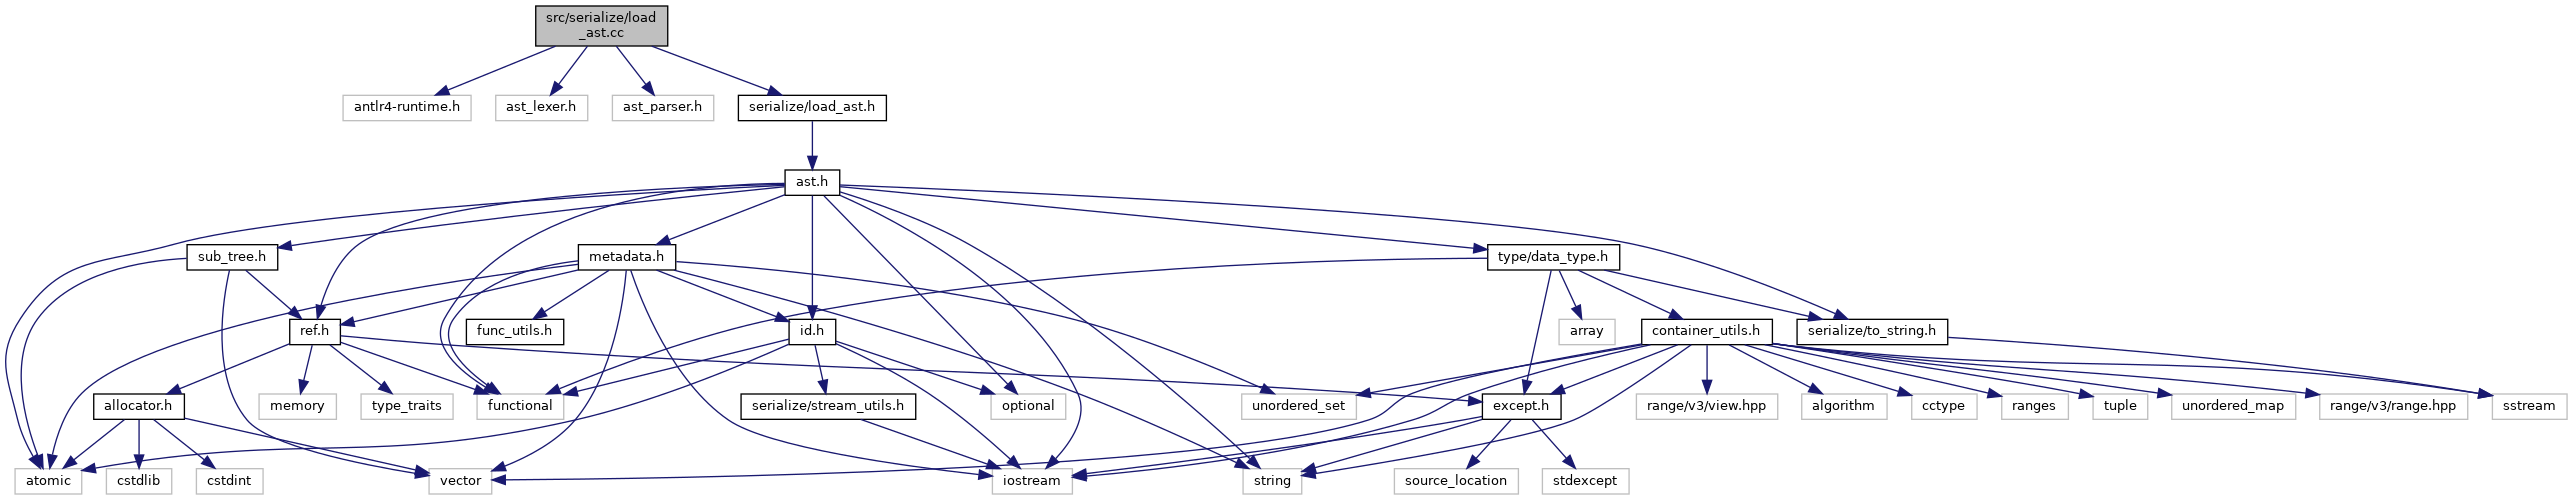 src/serialize/load
_ast.cc
antlr4-runtime.h
ast_lexer.h
ast_parser.h
serialize/load_ast.h
ast.h
sub_tree.h
metadata.h
type/data_type.h
ref.h
func_utils.h
id.h
array
container_utils.h
serialize/to_string.h
allocator.h
memory
type_traits
functional
serialize/stream_utils.h
optional
unordered_set
except.h
range/v3/view.hpp
algorithm
cctype
ranges
tuple
unordered_map
range/v3/range.hpp
sstream
atomic
cstdlib
cstdint
vector
iostream
string
source_location
stdexcept